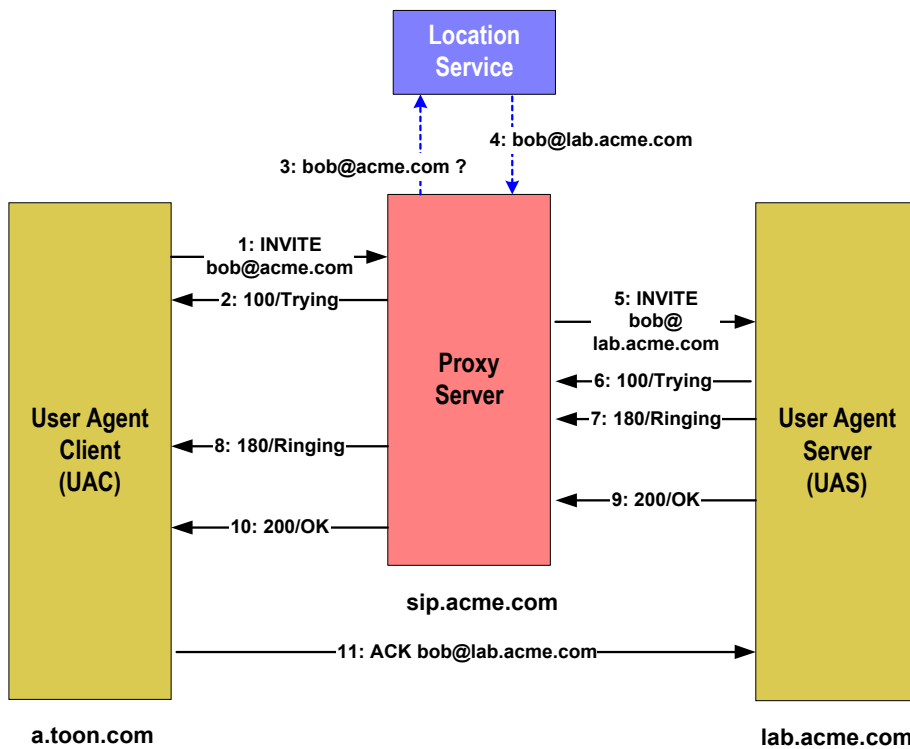 Location
Service
4: bob@lab.acme.com
3: bob@acme.com ?
1: INVITE
bob@acme.com
2: 100/Trying
5: INVITE
bob@
lab.acme.com
Proxy
Server
6: 100/Trying
7: 180/Ringing
User Agent
Client
(UAC)
8: 180/Ringing
User Agent
Server
(UAS)
9: 200/OK
10: 200/OK
sip.acme.com
11: ACK bob@lab.acme.com
a.toon.com
lab.acme.com